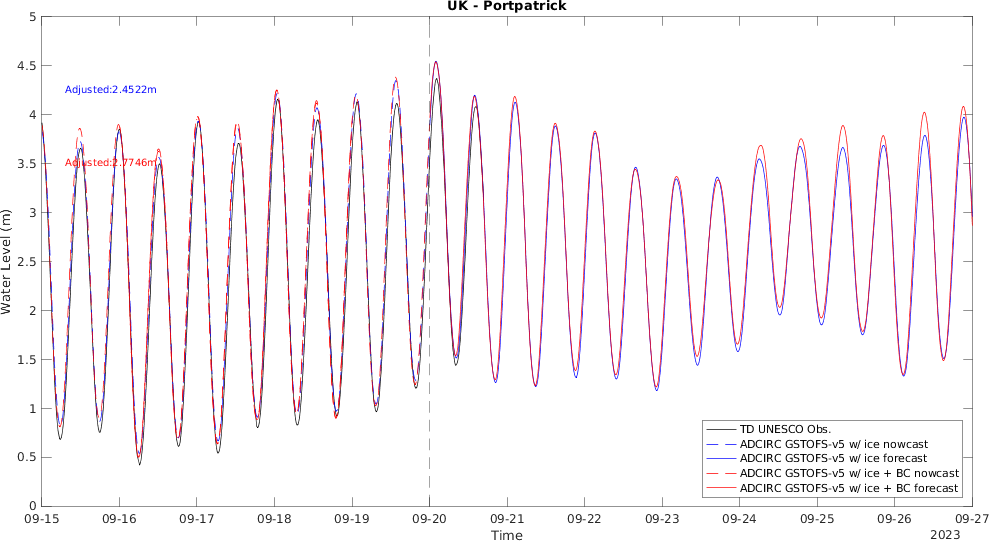 UK - Portpatrick
5
4.5
4
3.5
3
2.5
2
1.5
1
0.5
0
Water Level (m)
Adjusted:2.4522m
Adjusted:2.7746m
TD UNESCO Obs.
ADCIRC GSTOFS-v5 w/ ice nowcast
ADCIRC GSTOFS-v5 w/ ice forecast
ADCIRC GSTOFS-v5 w/ ice + BC nowcast
ADCIRC GSTOFS-v5 w/ ice + BC forecast
09-15 09-16 09-17 09-18 09-19 09-20 09-21 09-22 09-23 09-24 09-25 09-26 09-27
Time
2023